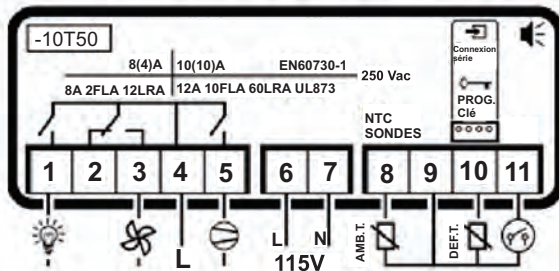 -10T50
Connexion
série
8(4)A 10(10)A EN60730-1
250 Vac
8A 2FLA 12LRA 12A 10FLA 60LRA UL873
PROG.
Clé
NTC
SONDES
1 2 3 4 5 6 7 8 9 10 11
L
L N
115V
AMB.T.
DEF.T.